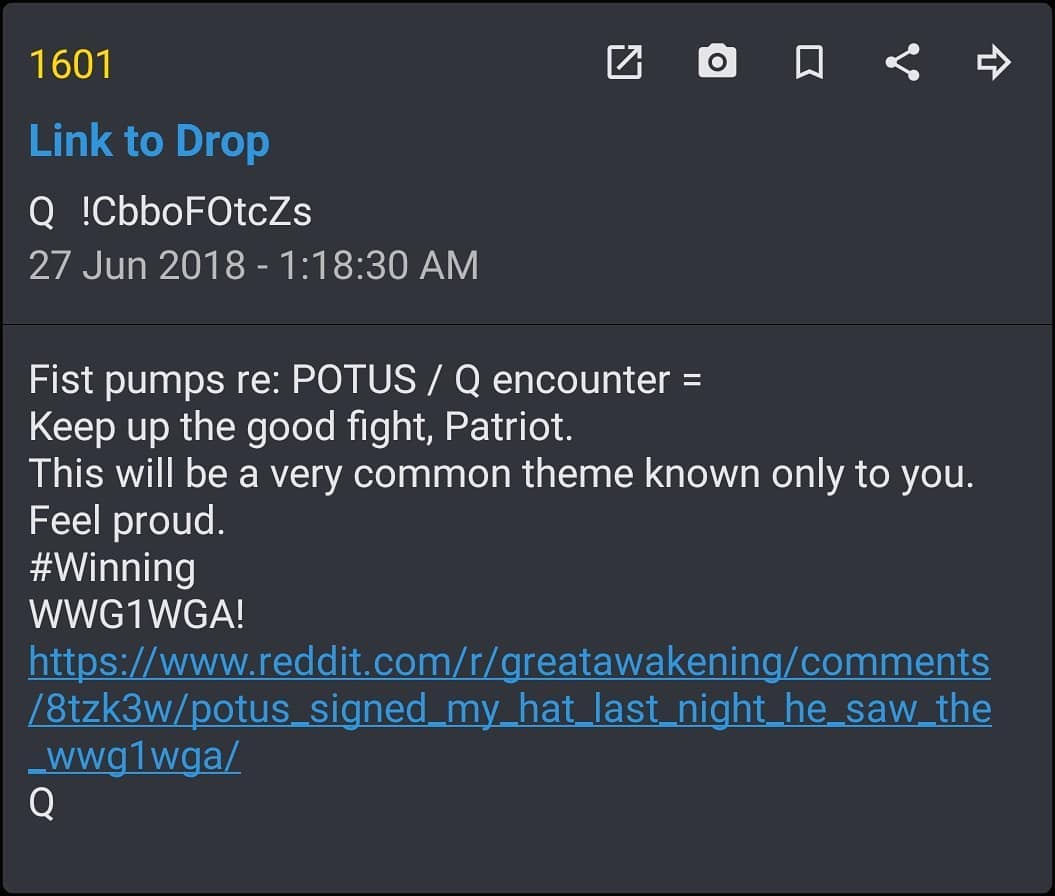 1601
Link to Drop
Q !CbboFOtcZs
27 Jun 2018 - 1:18:30 AM
Fist pumps re: POTUS / Q encounter =
Keep up the good fight, Patriot.
This will be a very common theme known only to you.
Feel proud.
#Winning
WWG1WGA!
https://www.reddit.com/r/greatawakening/comments
/8tzk3w/potus_signed_my_hat_last_night_he_saw_the
_wwg1wga/
Q